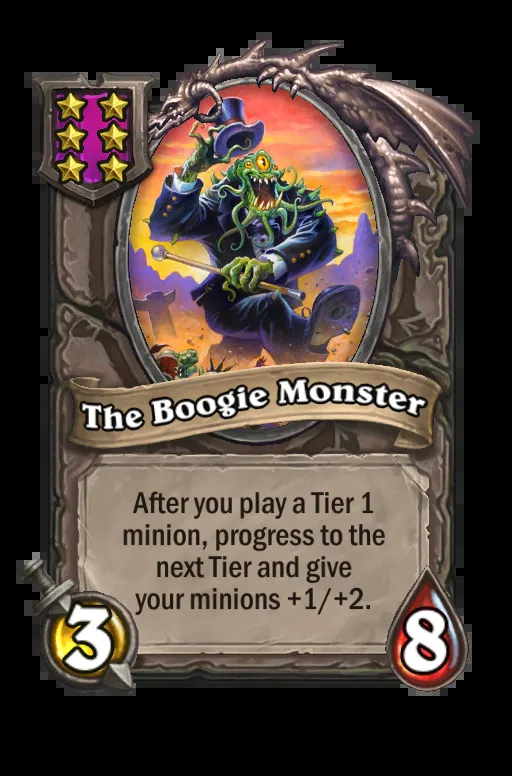 The Boogie Monster
After you play a Tier 1
minion, progress to the
next Tier and give
your minions +1/+2.
3
8